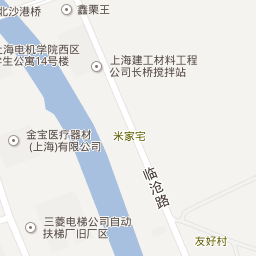 北沙港桥
鑫栗王
上海电机学院西区
学生公寓14号楼
上海建工材料工程
公司长桥搅拌站
金宝医疗器材
(上海)有限公司
米家宅
临沧路
三菱电梯公司自动
扶梯厂旧厂区
友好村